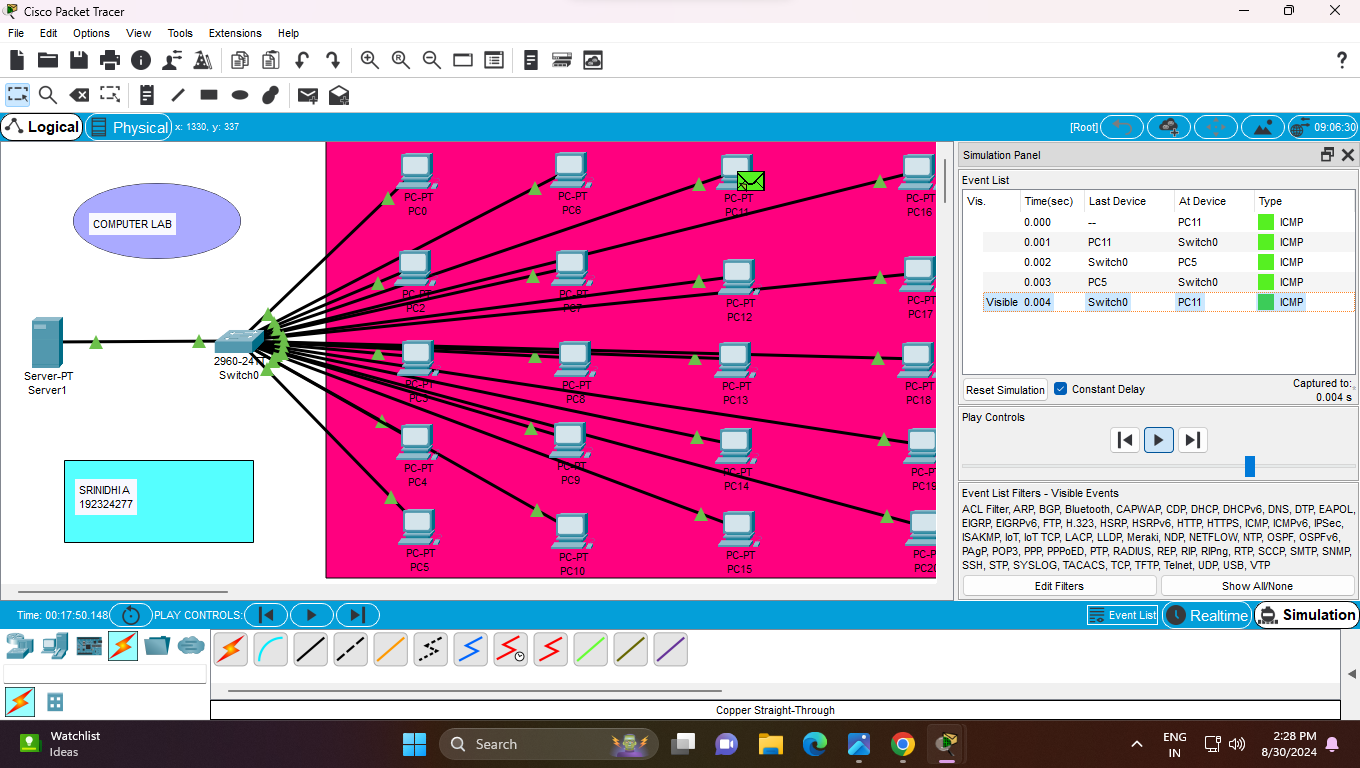 Cisco Packet Tracer
File Edit Options View Tools Extensions Help
?
Logical Physical x: 1330, y: 337 [Root] 09:06:30
COMPUTER LAB
Server-PT
Server1
Switch0
SRINIDHI A
192324277
PC-PT
PC0
PC-PT
PC6
PC-PT
PC11
PC-PT
PC16
PC-PT
PC2
PC-PT
PC7
PC-PT
PC12
PC-PT
PC17
PC-PT
PC3
PC-PT
PC8
PC-PT
PC13
PC-PT
PC18
PC-PT
PC4
PC-PT
PC9
PC-PT
PC14
PC-PT
PC19
PC-PT
PC5
PC-PT
PC10
PC-PT
PC15
PC-PT
Simulation Panel
Event List
Vis. Time(sec) Last Device At Device Type
0.000 -- PC11 ICMP
0.001 PC11 Switch0 ICMP
0.002 Switch0 PC5 ICMP
0.003 PC5 Switch0 ICMP
Visible 0.004 Switch0 PC11 ICMP
Reset Simulation Constant Delay Captured to:
0.004 s
Play Controls
Event List Filters - Visible Events
ACL Filter, ARP, BGP, Bluetooth, CAPWAP, CDP, DHCP, DHCPv6, DNS, DTP, EAPOL,
EIGRP, EIGRPv6, FTP, H.323, HSRP, HSRPv6, HTTP, HTTPS, ICMP, ICMPv6, IPSec,
ISAKMP, IoT, IoT TCP, LACP, LLDP, Meraki, NDP, NETFLOW, NTP, OSPF, OSPFv6,
PAgP, POP3, PPP, PPPoED, PTP, RADIUS, REP, RIP, RIPng, RTP, SCCP, SMTP, SNMP,
SSH, STP, SYSLOG, TACACS, TCP, TFTP, Telnet, UDP, USB, VTP
Edit Filters Show All/None
Time: 00:17:50.148 PLAY CONTROLS: Event List Realtime Simulation
Copper Straight-Through
Watchlist
Ideas
Search
ENG
IN
2:28 PM
8/30/2024